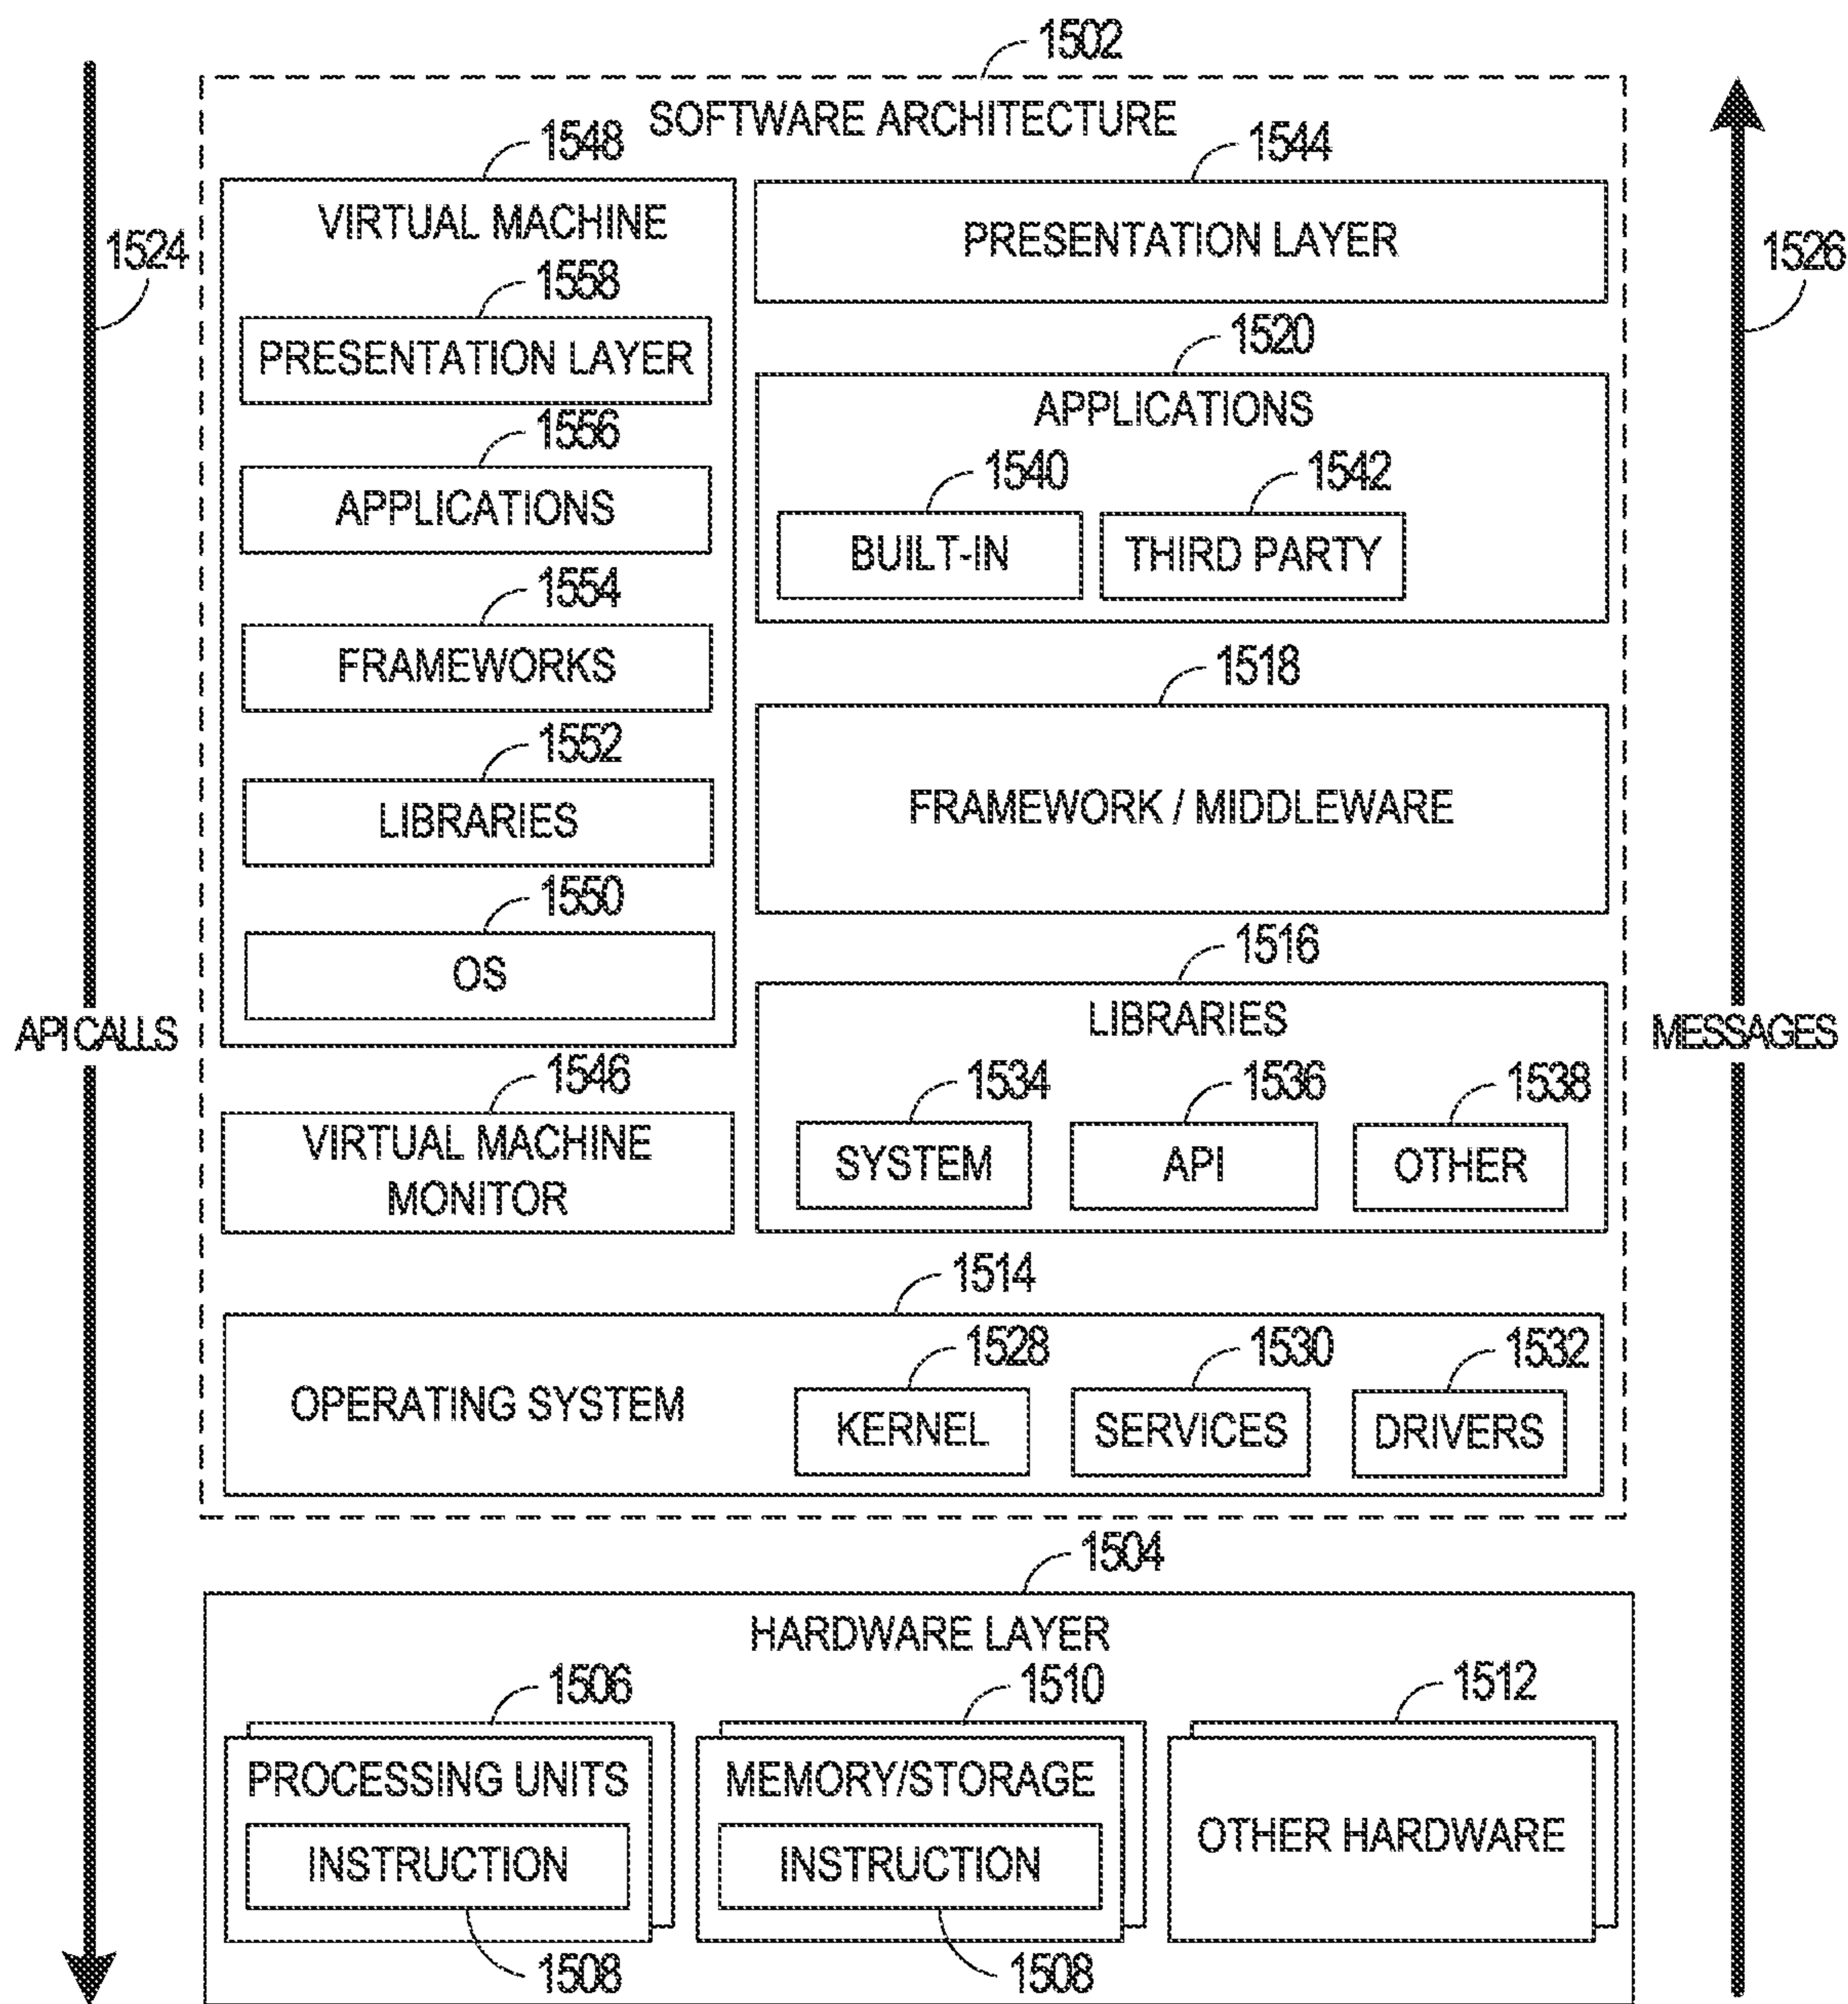 1502
SOFTWARE ARCHITECTURE
1548
VIRTUAL MACHINE
1558
PRESENTATION LAYER
1556
APPLICATIONS
1554
FRAMEWORKS
1552
LIBRARIES
1550
OS
1546
VIRTUAL MACHINE
MONITOR
1544
PRESENTATION LAYER
1520
APPLICATIONS
1540
BUILT-IN
1542
THIRD PARTY
1518
FRAMEWORK / MIDDLEWARE
1516
LIBRARIES
1534
SYSTEM
1536
API
1538
OTHER
1514
OPERATING SYSTEM
1528
KERNEL
1530
SERVICES
1532
DRIVERS
1524
API CALLS
1526
MESSAGES
1504
HARDWARE LAYER
1506
PROCESSING UNITS
INSTRUCTION
1508
1510
MEMORY/STORAGE
INSTRUCTION
1508
1512
OTHER HARDWARE